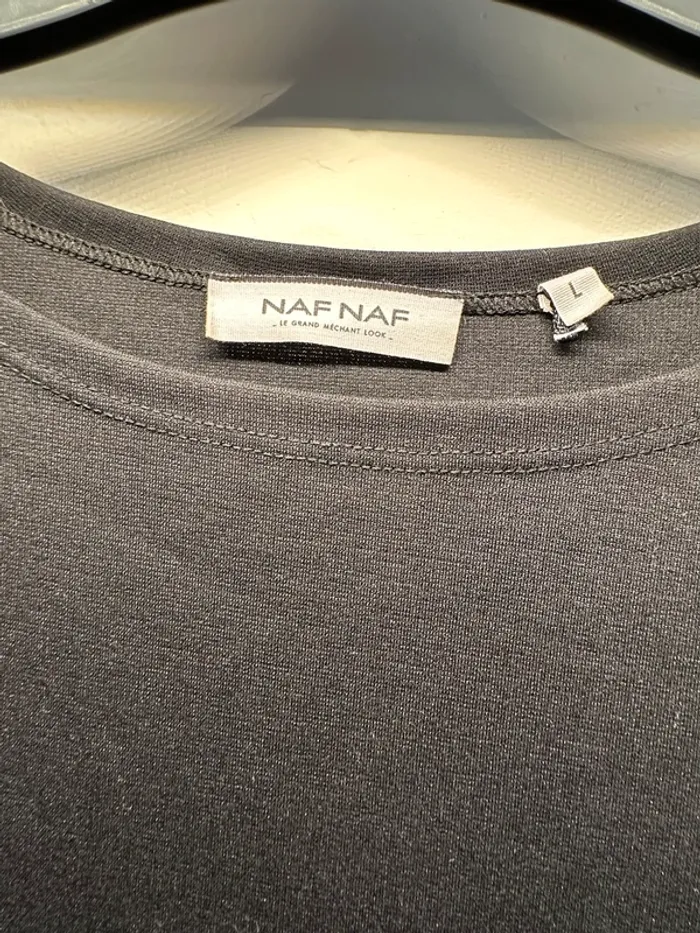 NAF NAF
_ LE GRAND MÉCHANT LOOK _
L